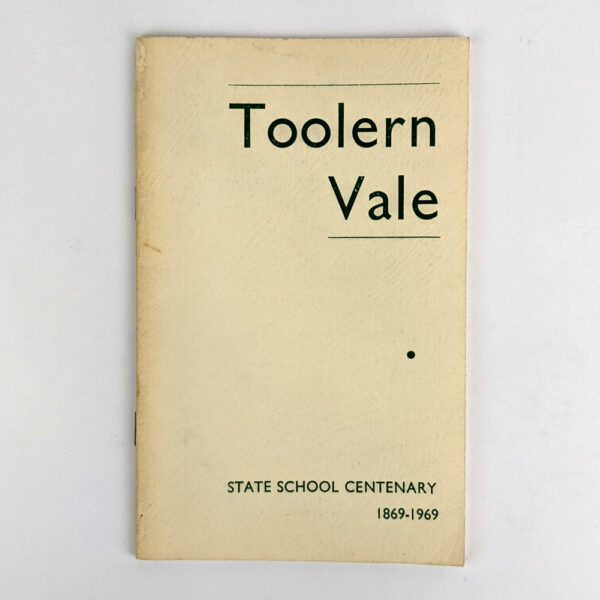 Toolern
Vale
STATE SCHOOL CENTENARY
1869-1969